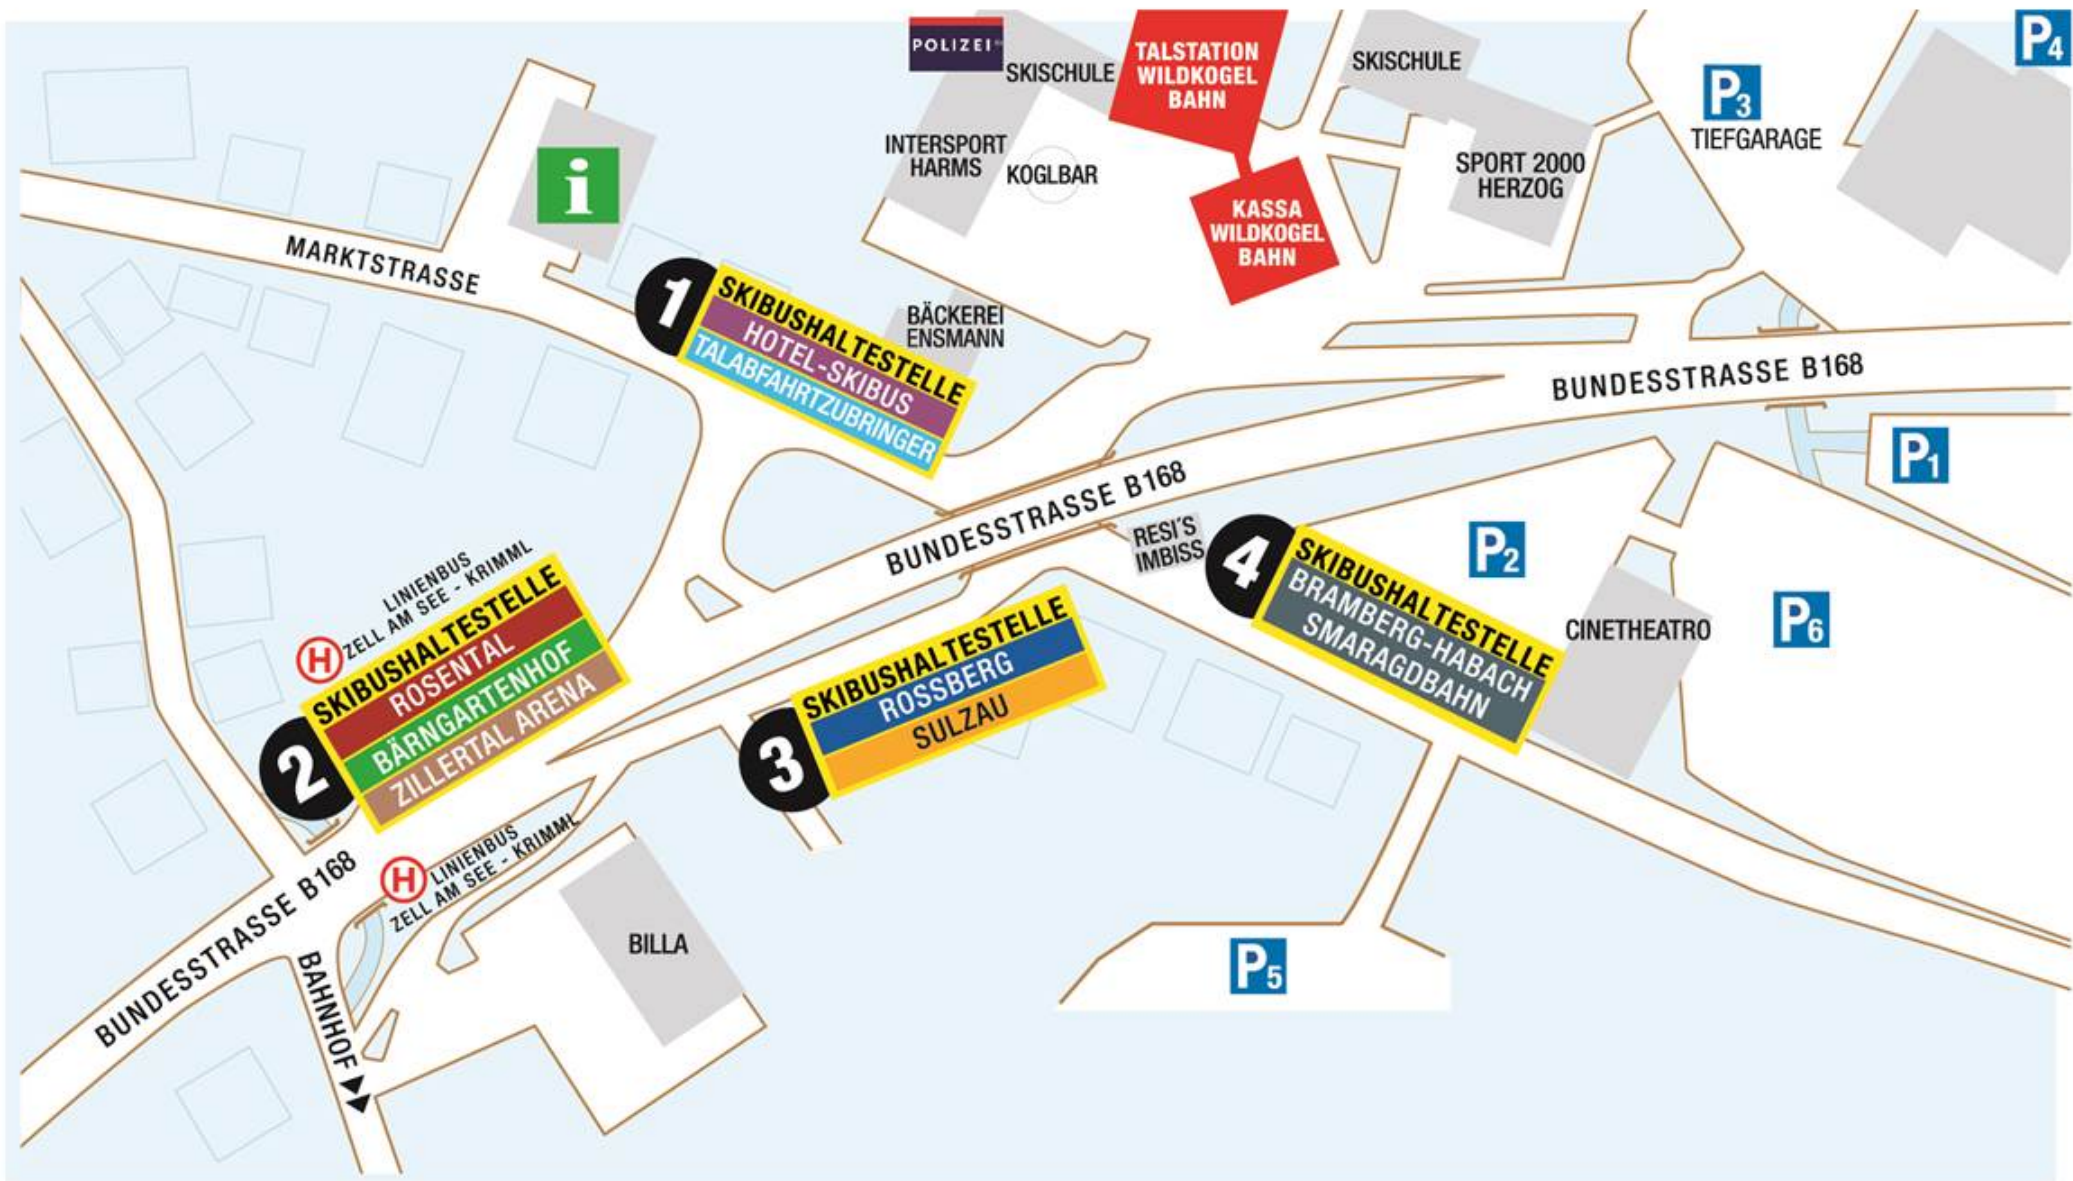 POLIZEI
SKISCHULE
TALSTATION
WILDKOGEL
BAHN
SKISCHULE
P3
TIEFGARAGE
P4
INTERSPORT
HARMS
KOGLBAR
SPORT 2000
HERZOG
KASSA
WILDKOGEL
BAHN
i
MARKTSTRASSE
1
SKIBUSHALTESTELLE
HOTEL-SKIBUS
TALABFAHRTZUBRINGER
BÄCKEREI
ENSMANN
BUNDESSTRASSE B168
P1
BUNDESSTRASSE B168
RESI´S
IMBISS
4
SKIBUSHALTESTELLE
BRAMBERG-HABACH
SMARAGDBAHN
P2
CINETHEATRO
P6
H
LINIENBUS
ZELL AM SEE - KRIMML
2
SKIBUSHALTESTELLE
ROSENTAL
BÄRNGARTENHOF
ZILLERTAL ARENA
3
SKIBUSHALTESTELLE
ROSSBERG
SULZAU
H
LINIENBUS
ZELL AM SEE - KRIMML
BUNDESSTRASSE B168
BAHNHOF
BILLA
P5